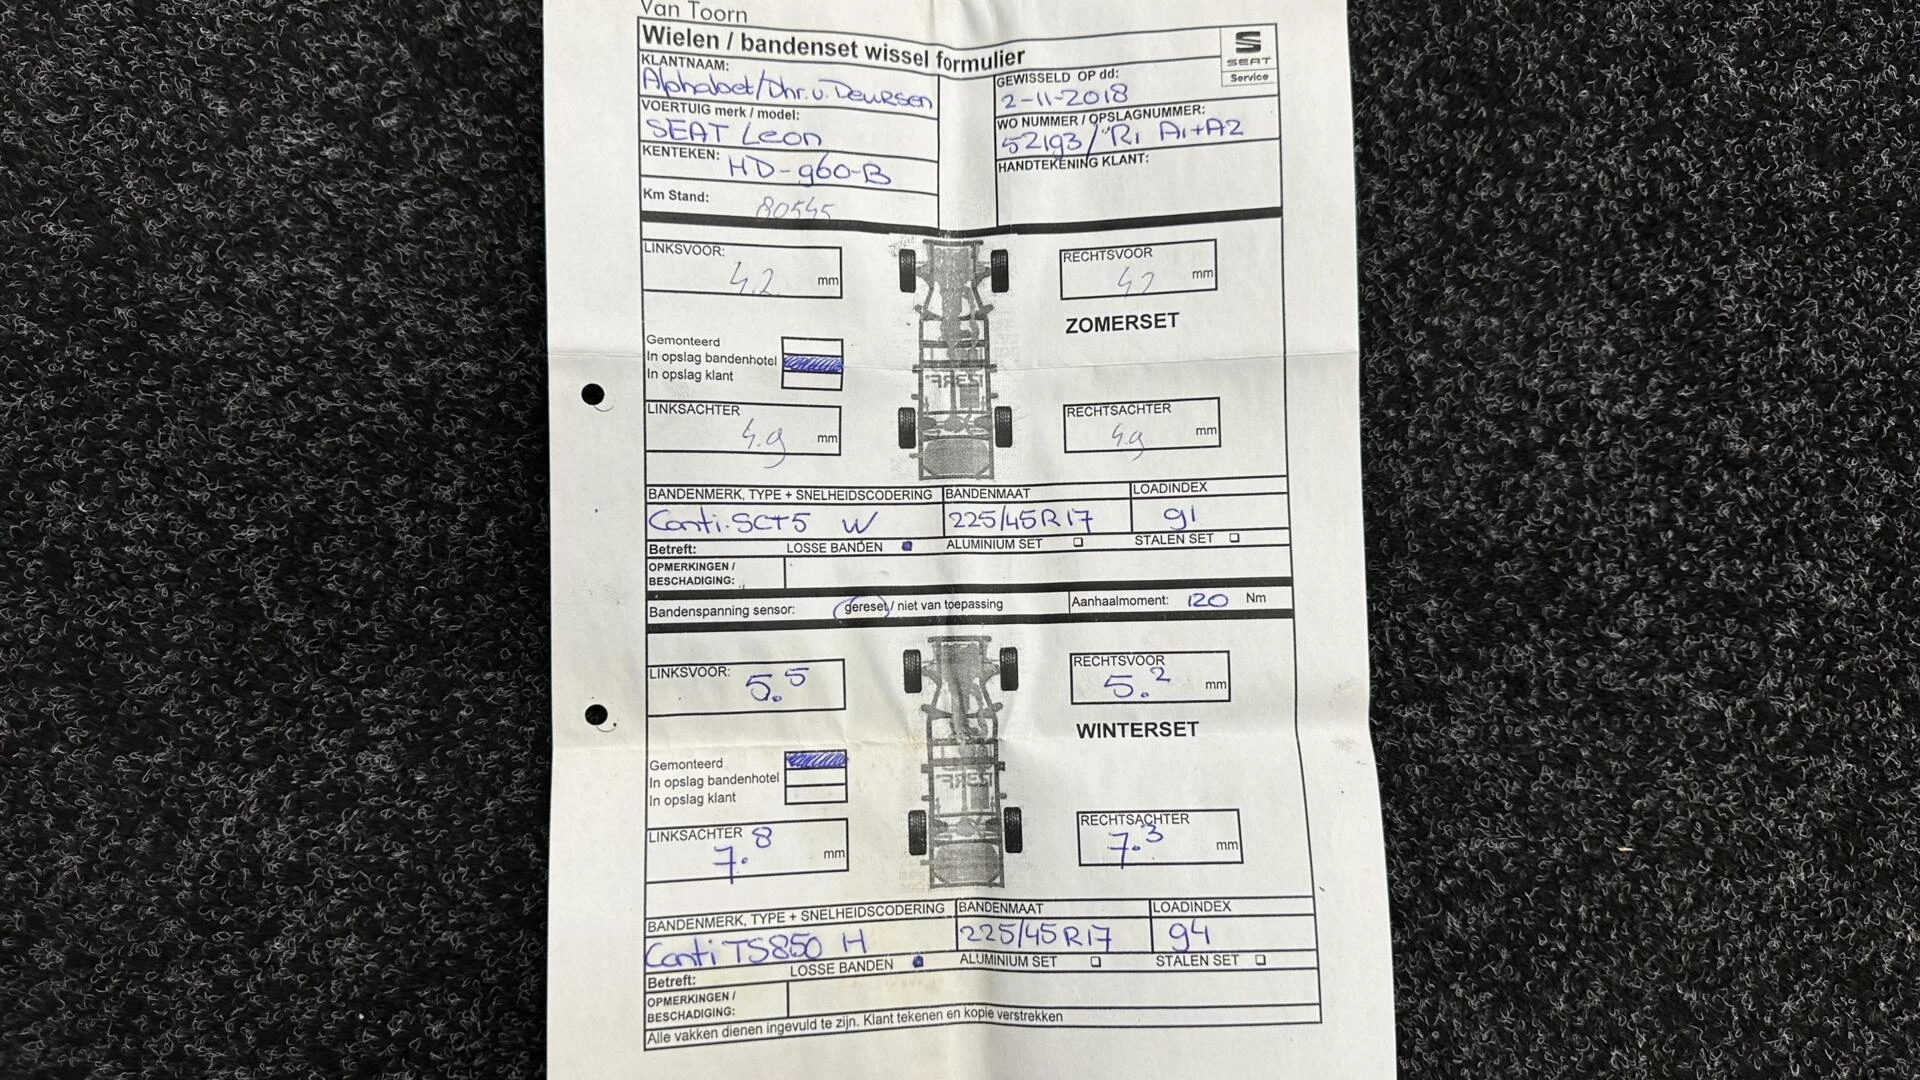 Van Toorn
Wielen / bandenset wissel formulier
SEAT
Service
KLANTNAAM:
Alphabet/Dhr.v.Deursen
GEWISSELD OP dd:
2-11-2018
VOERTUIG merk / model:
SEAT Leon
WO NUMMER / OPSLAGNUMMER:
52193/ R1 A1+A2
KENTEKEN: HD-960-B
HANDTEKENING KLANT:
Km Stand: 80545
LINKSVOOR:
4.2 mm
RECHTSVOOR
42 mm
ZOMERSET
Gemonteerd
In opslag bandenhotel
In opslag klant
LINKSACHTER
4.9 mm
RECHTSACHTER
4.9 mm
BANDENMERK, TYPE + SNELHEIDSCODERING BANDENMAAT LOADINDEX
Conti.SCT5 W 225/45R17 91
Betreft: LOSSE BANDEN ALUMINIUM SET STALEN SET
OPMERKINGEN /
BESCHADIGING:
Bandenspanning sensor: gereset / niet van toepassing Aanhaalmoment: 120 Nm
LINKSVOOR: 5.5
RECHTSVOOR
5.2 mm
WINTERSET
Gemonteerd
In opslag bandenhotel
In opslag klant
LINKSACHTER
7.8 mm
RECHTSACHTER
7.3 mm
BANDENMERK, TYPE + SNELHEIDSCODERING BANDENMAAT LOADINDEX
Conti TS850 H 225/45R17 94
Betreft: LOSSE BANDEN ALUMINIUM SET STALEN SET
OPMERKINGEN /
BESCHADIGING:
Alle vakken dienen ingevuld te zijn. Klant tekenen en kopie verstrekken